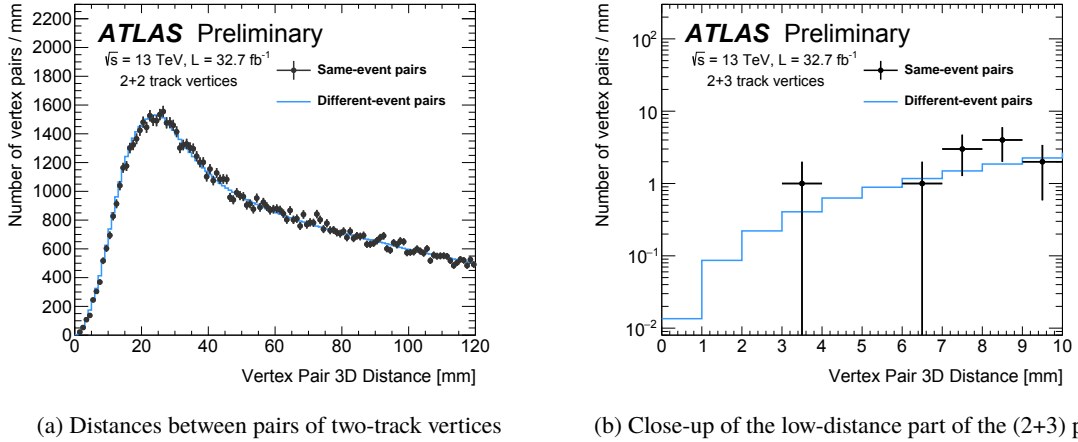 Number of vertex pairs / mm
2200
2000
1800
1600
1400
1200
1000
800
600
400
200
0
ATLAS Preliminary
√s = 13 TeV, L = 32.7 fb⁻¹
2+2 track vertices
Same-event pairs
Different-event pairs
0 20 40 60 80 100 120
Vertex Pair 3D Distance [mm]
(a) Distances between pairs of two-track vertices
Number of vertex pairs / mm
10²
10
1
10⁻¹
10⁻²
ATLAS Preliminary
√s = 13 TeV, L = 32.7 fb⁻¹
2+3 track vertices
Same-event pairs
Different-event pairs
0 1 2 3 4 5 6 7 8 9 10
Vertex Pair 3D Distance [mm]
(b) Close-up of the low-distance part of the (2+3) p